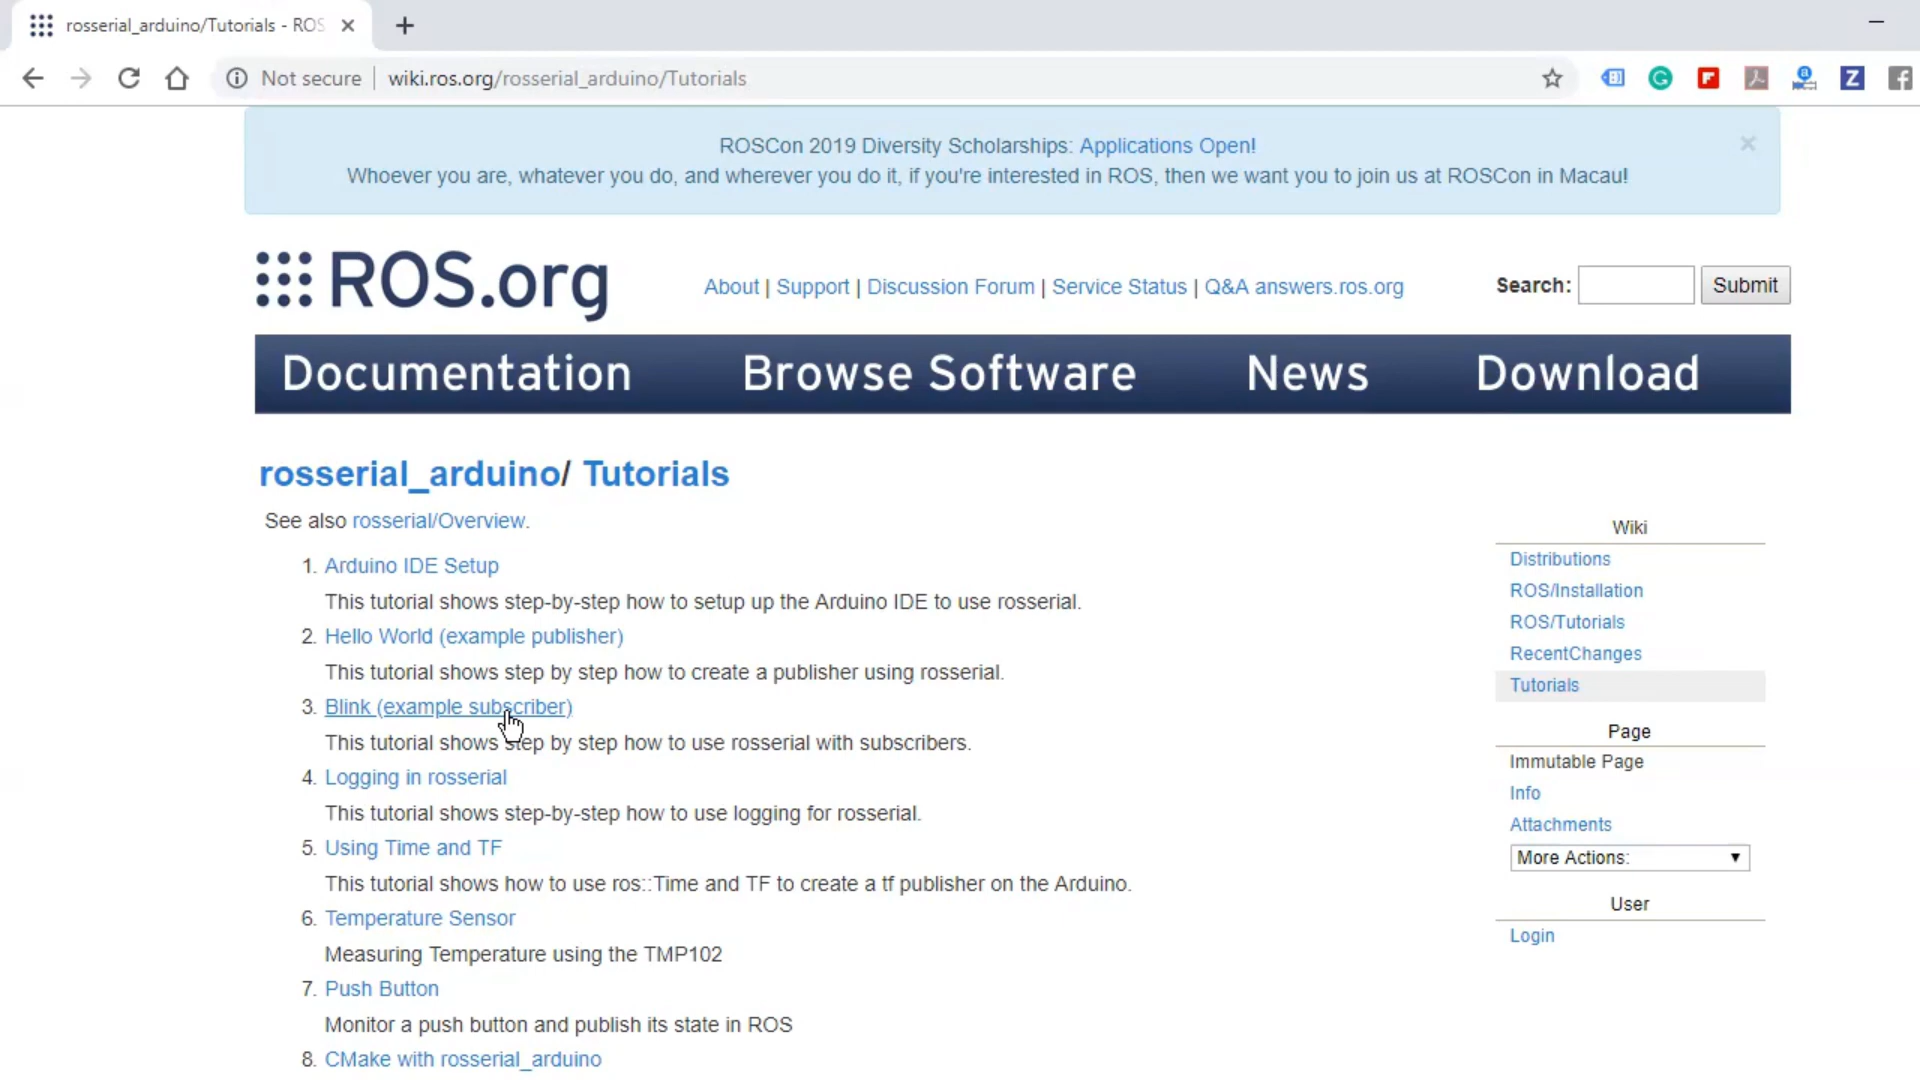 rosserial_arduino/Tutorials - ROS
Not secure | wiki.ros.org/rosserial_arduino/Tutorials
ROSCon 2019 Diversity Scholarships: Applications Open!
Whoever you are, whatever you do, and wherever you do it, if you're interested in ROS, then we want you to join us at ROSCon in Macau!
ROS.org
About | Support | Discussion Forum | Service Status | Q&A answers.ros.org
Search: Submit
Documentation Browse Software News Download
rosserial_arduino/ Tutorials
See also rosserial/Overview.
1. Arduino IDE Setup
This tutorial shows step-by-step how to setup up the Arduino IDE to use rosserial.
2. Hello World (example publisher)
This tutorial shows step by step how to create a publisher using rosserial.
3. Blink (example subscriber)
This tutorial shows step by step how to use rosserial with subscribers.
4. Logging in rosserial
This tutorial shows step-by-step how to use logging for rosserial.
5. Using Time and TF
This tutorial shows how to use ros::Time and TF to create a tf publisher on the Arduino.
6. Temperature Sensor
Measuring Temperature using the TMP102
7. Push Button
Monitor a push button and publish its state in ROS
8. CMake with rosserial_arduino
Wiki
Distributions
ROS/Installation
ROS/Tutorials
RecentChanges
Tutorials
Page
Immutable Page
Info
Attachments
More Actions:
User
Login